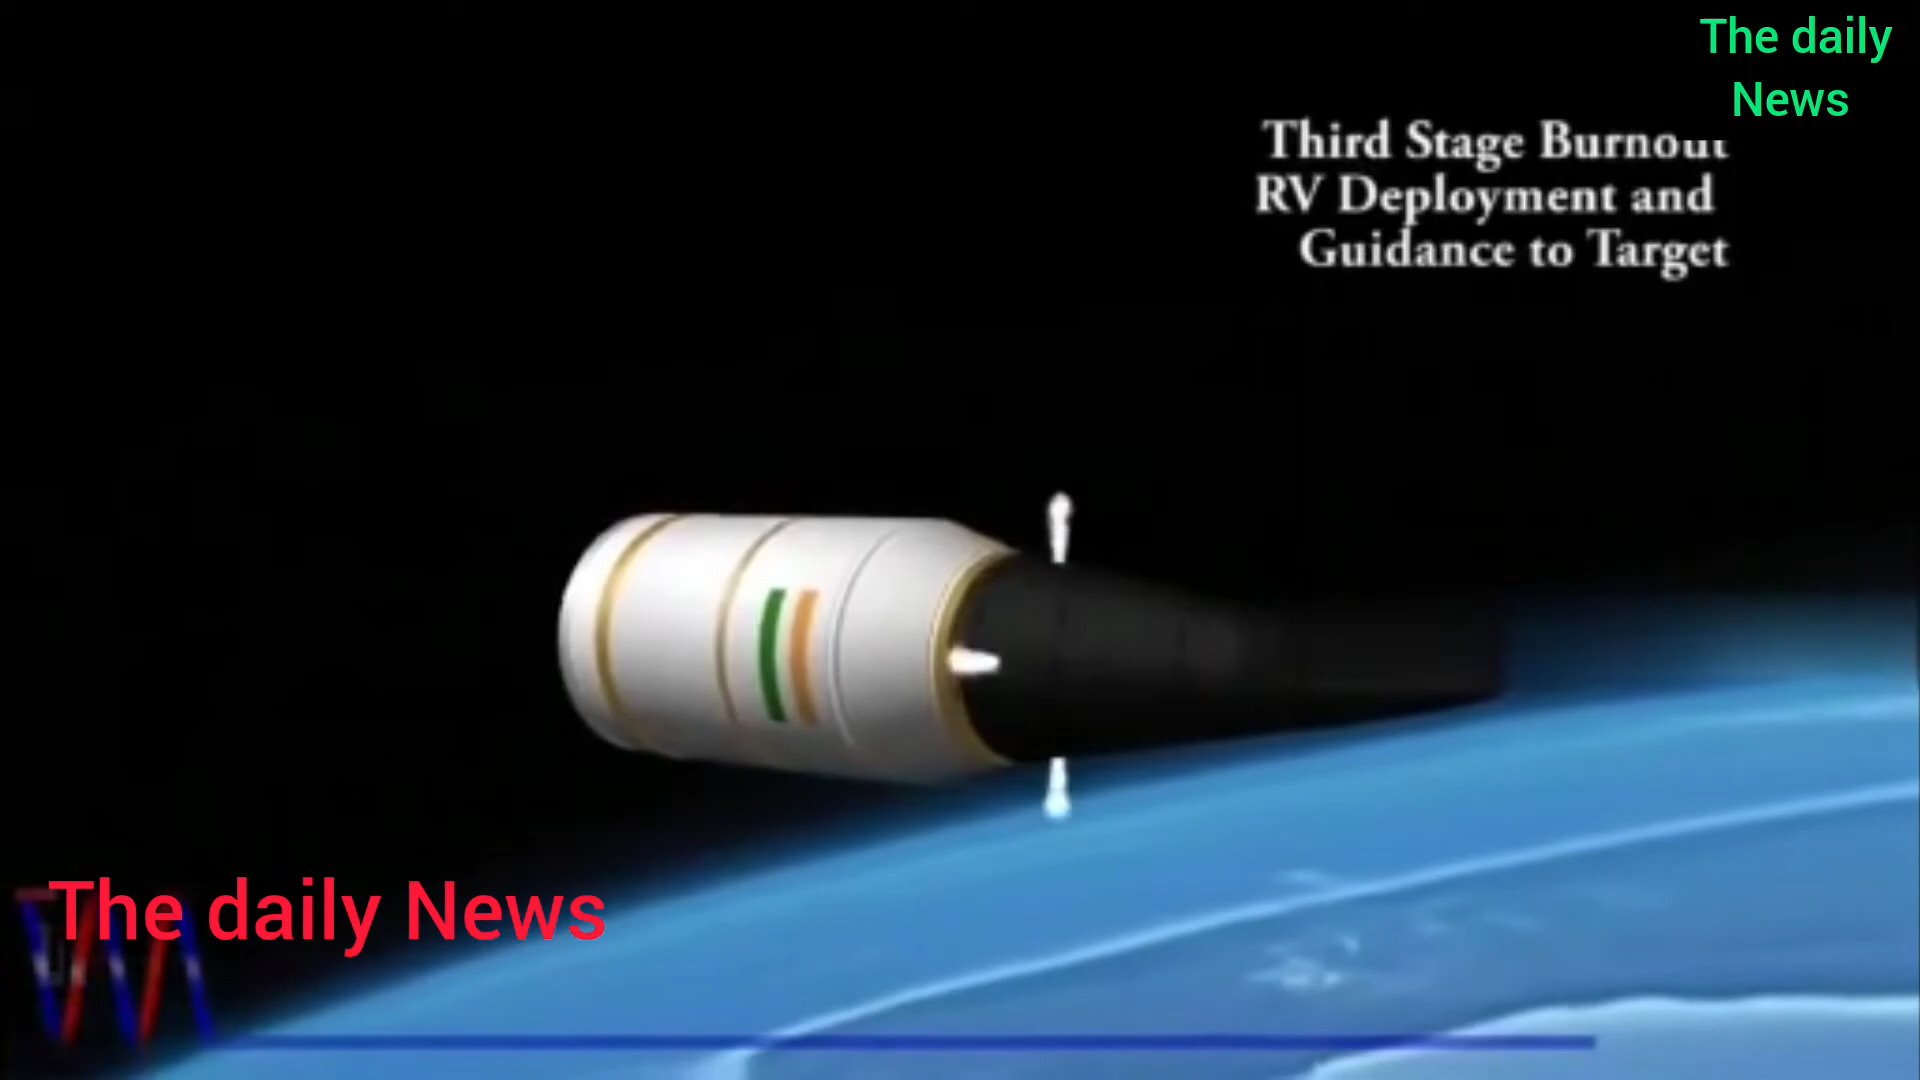 The daily
News
Third Stage Burnout
RV Deployment and
Guidance to Target
The daily News